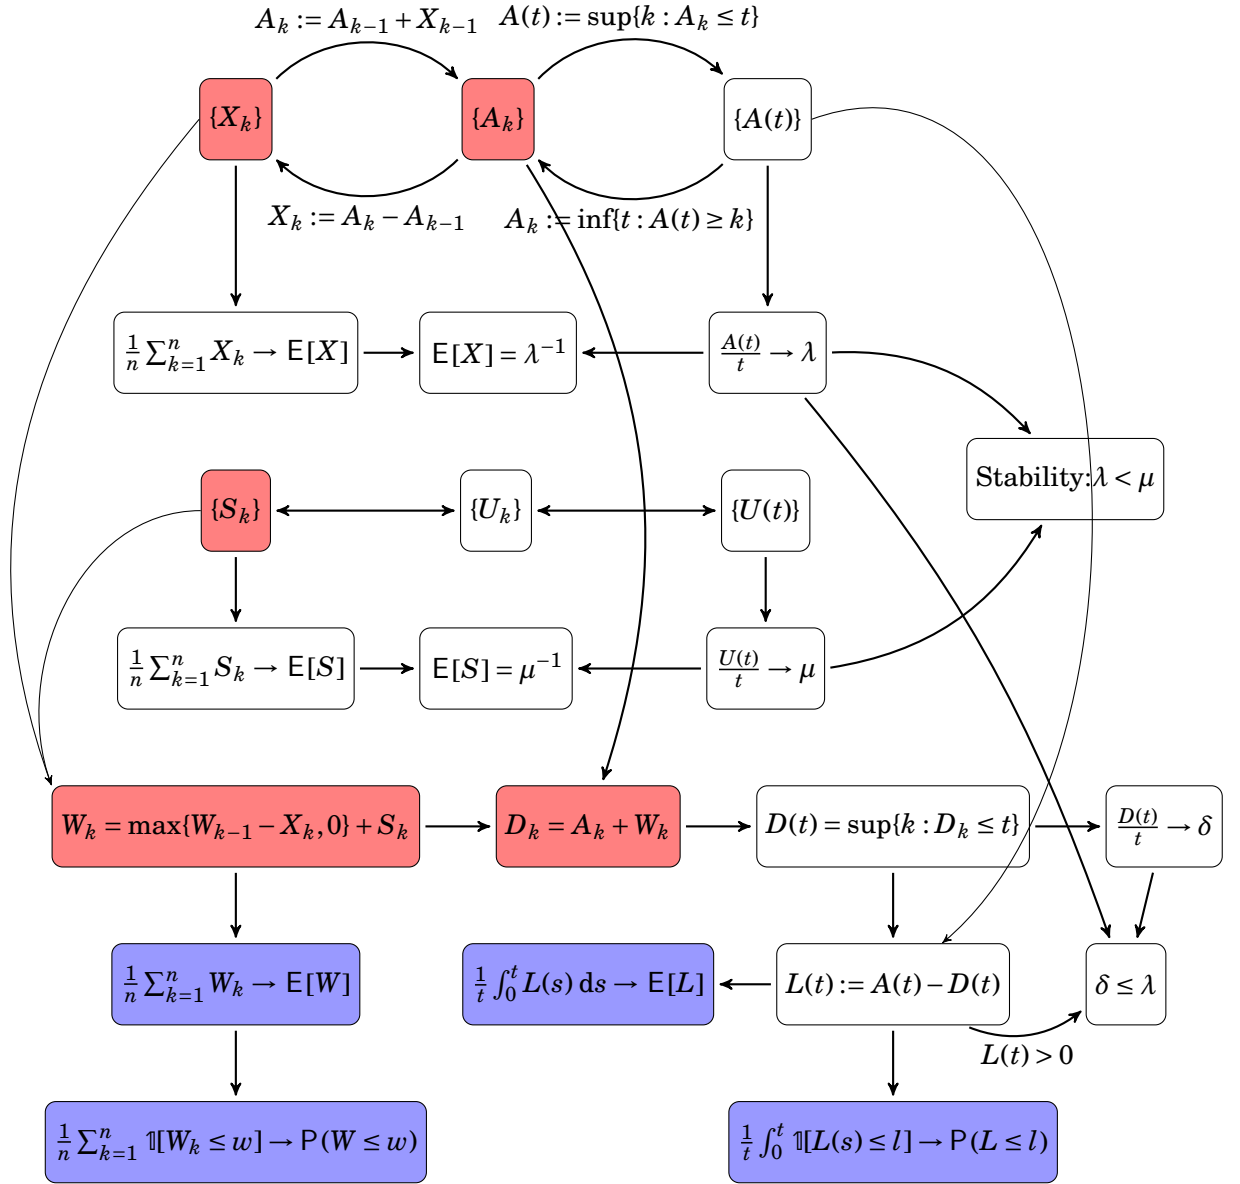 A_k := A_{k−1} + X_{k−1}
A(t) := sup{k : A_k ≤ t}
{X_k}
{A_k}
{A(t)}
X_k := A_k − A_{k−1}
A_k := inf{t : A(t) ≥ k}
1/n ∑_{k=1}^n X_k → E[X]
E[X] = λ^{−1}
A(t)/t → λ
Stability:λ < μ
{S_k}
{U_k}
{U(t)}
1/n ∑_{k=1}^n S_k → E[S]
E[S] = μ^{−1}
U(t)/t → μ
W_k = max{W_{k−1} − X_k, 0} + S_k
D_k = A_k + W_k
D(t) = sup{k : D_k ≤ t}
D(t)/t → δ
1/n ∑_{k=1}^n W_k → E[W]
1/t ∫_0^t L(s) ds → E[L]
L(t) := A(t) − D(t)
δ ≤ λ
L(t) > 0
1/n ∑_{k=1}^n 𝟙[W_k ≤ w] → P(W ≤ w)
1/t ∫_0^t 𝟙[L(s) ≤ l] → P(L ≤ l)